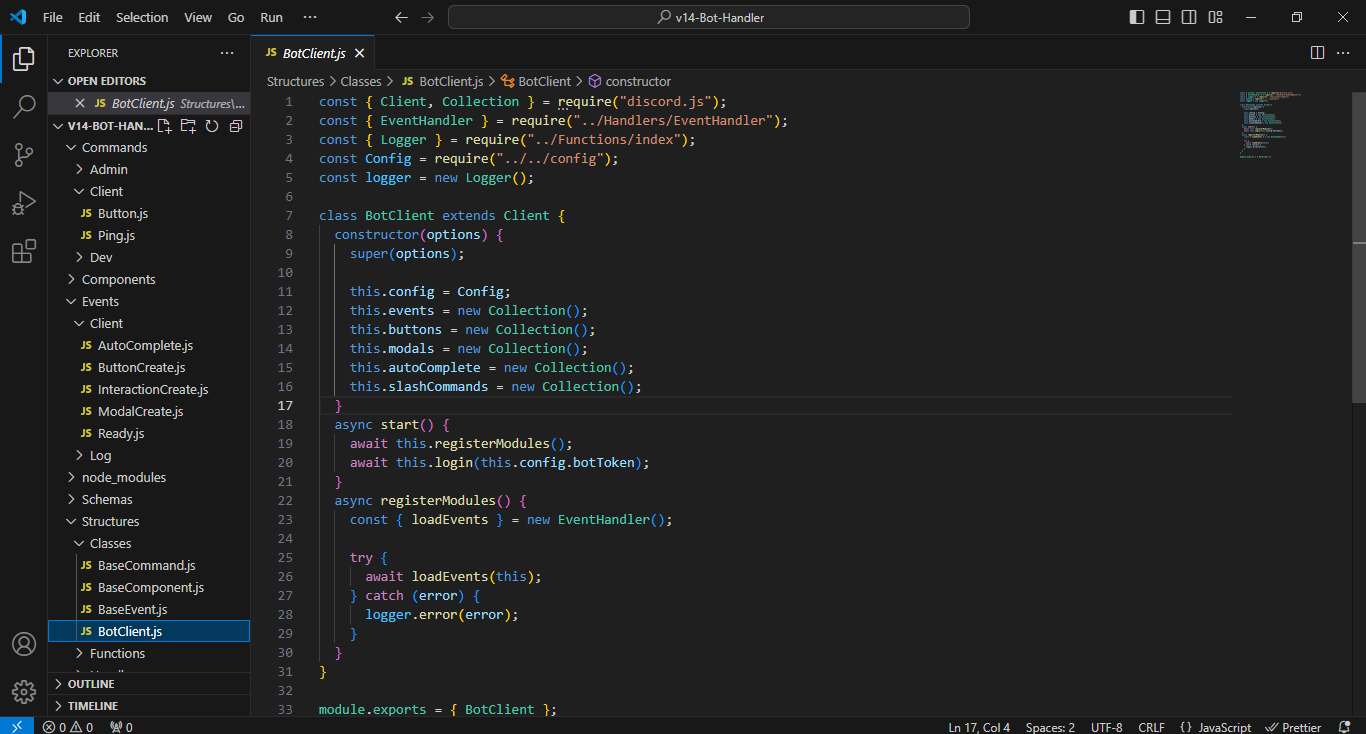 File Edit Selection View Go Run ···
v14-Bot-Handler
EXPLORER ···
OPEN EDITORS
JS BotClient.js Structures\...
V14-BOT-HAN...
Commands
Admin
Client
JS Button.js
JS Ping.js
Dev
Components
Events
Client
JS AutoComplete.js
JS ButtonCreate.js
JS InteractionCreate.js
JS ModalCreate.js
JS Ready.js
Log
node_modules
Schemas
Structures
Classes
JS BaseCommand.js
JS BaseComponent.js
JS BaseEvent.js
JS BotClient.js
Functions
OUTLINE
TIMELINE
JS BotClient.js
Structures > Classes > JS BotClient.js > BotClient > constructor
1 const { Client, Collection } = require("discord.js");
2 const { EventHandler } = require("../Handlers/EventHandler");
3 const { Logger } = require("../Functions/index");
4 const Config = require("../../config");
5 const logger = new Logger();
6
7 class BotClient extends Client {
8 constructor(options) {
9 super(options);
10
11 this.config = Config;
12 this.events = new Collection();
13 this.buttons = new Collection();
14 this.modals = new Collection();
15 this.autoComplete = new Collection();
16 this.slashCommands = new Collection();
17 }
18 async start() {
19 await this.registerModules();
20 await this.login(this.config.botToken);
21 }
22 async registerModules() {
23 const { loadEvents } = new EventHandler();
24
25 try {
26 await loadEvents(this);
27 } catch (error) {
28 logger.error(error);
29 }
30 }
31 }
32
33 module.exports = { BotClient };
0 0 0 Ln 17, Col 4 Spaces: 2 UTF-8 CRLF {} JavaScript Prettier